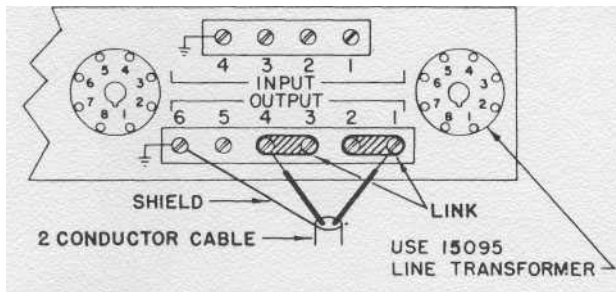 4 3 2 1
INPUT
OUTPUT
6 5 4 3 2 1
5 4
6 3
7 2
8 1
5 4
6 3
7 2
8 1
SHIELD
LINK
2 CONDUCTOR CABLE
USE 15095
LINE TRANSFORMER